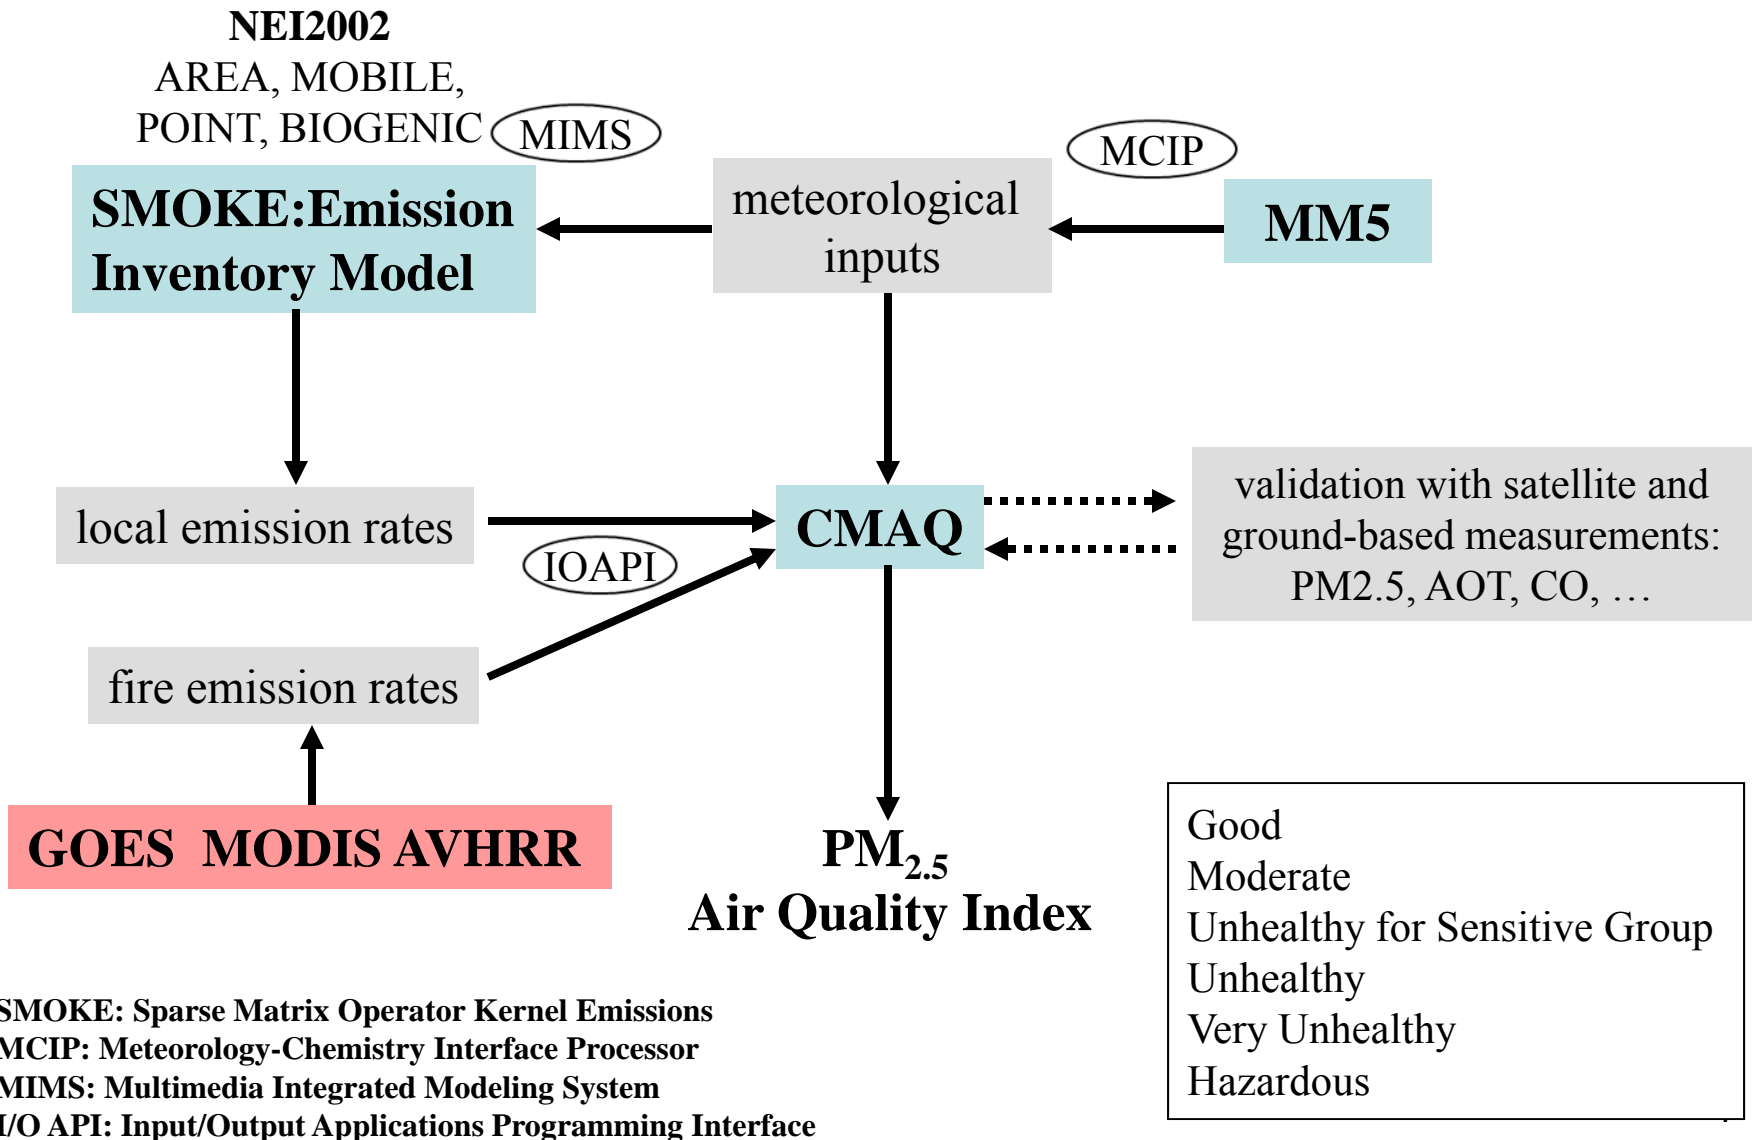 NEI2002
AREA, MOBILE,
POINT, BIOGENIC
MIMS
MCIP
SMOKE:Emission
Inventory Model
meteorological
inputs
MM5
local emission rates
IOAPI
CMAQ
validation with satellite and
ground-based measurements:
PM2.5, AOT, CO, …
fire emission rates
GOES MODIS AVHRR
PM2.5
Air Quality Index
Good
Moderate
Unhealthy for Sensitive Group
Unhealthy
Very Unhealthy
Hazardous
SMOKE: Sparse Matrix Operator Kernel Emissions
MCIP: Meteorology-Chemistry Interface Processor
MIMS: Multimedia Integrated Modeling System
I/O API: Input/Output Applications Programming Interface